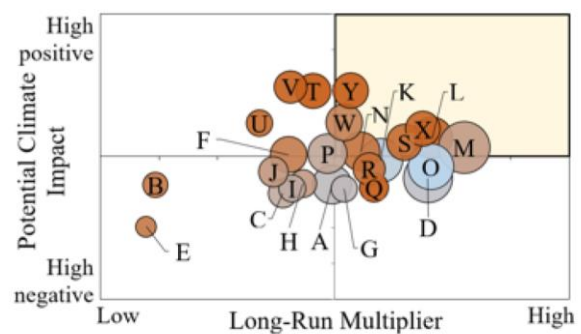 High
positive
Potential Climate
Impact
High
negative
V T Y
K
L
U
W
N
X
F
S
P
M
J
R
O
B
I
Q
C
H
A
G
D
E
Low
Long-Run Multiplier
High